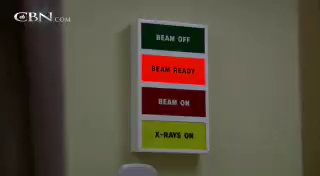 CBN.COM
BEAM OFF
BEAM READY
BEAM ON
X-RAYS ON